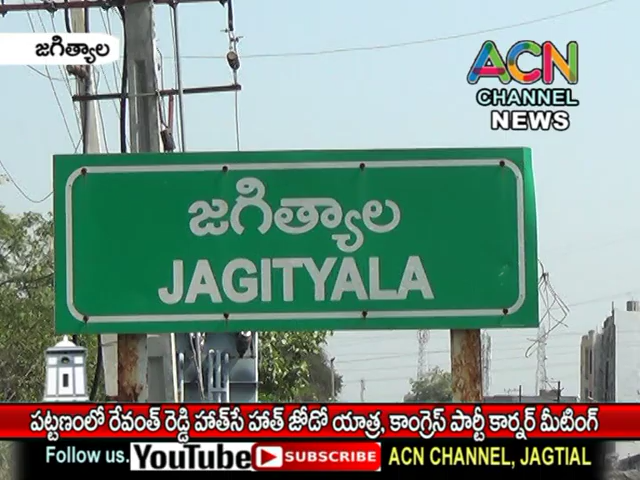 జగిత్యాల
ACN
CHANNEL
NEWS
జగిత్యాల
JAGITYALA
పట్టణంలో రేవంత్ రెడ్డి హాత్‌సే హాత్ జోడో యాత్ర, కాంగ్రెస్ పార్టీ కార్నర్ మీటింగ్
Follow us. YouTube SUBSCRIBE ACN CHANNEL, JAGTIAL